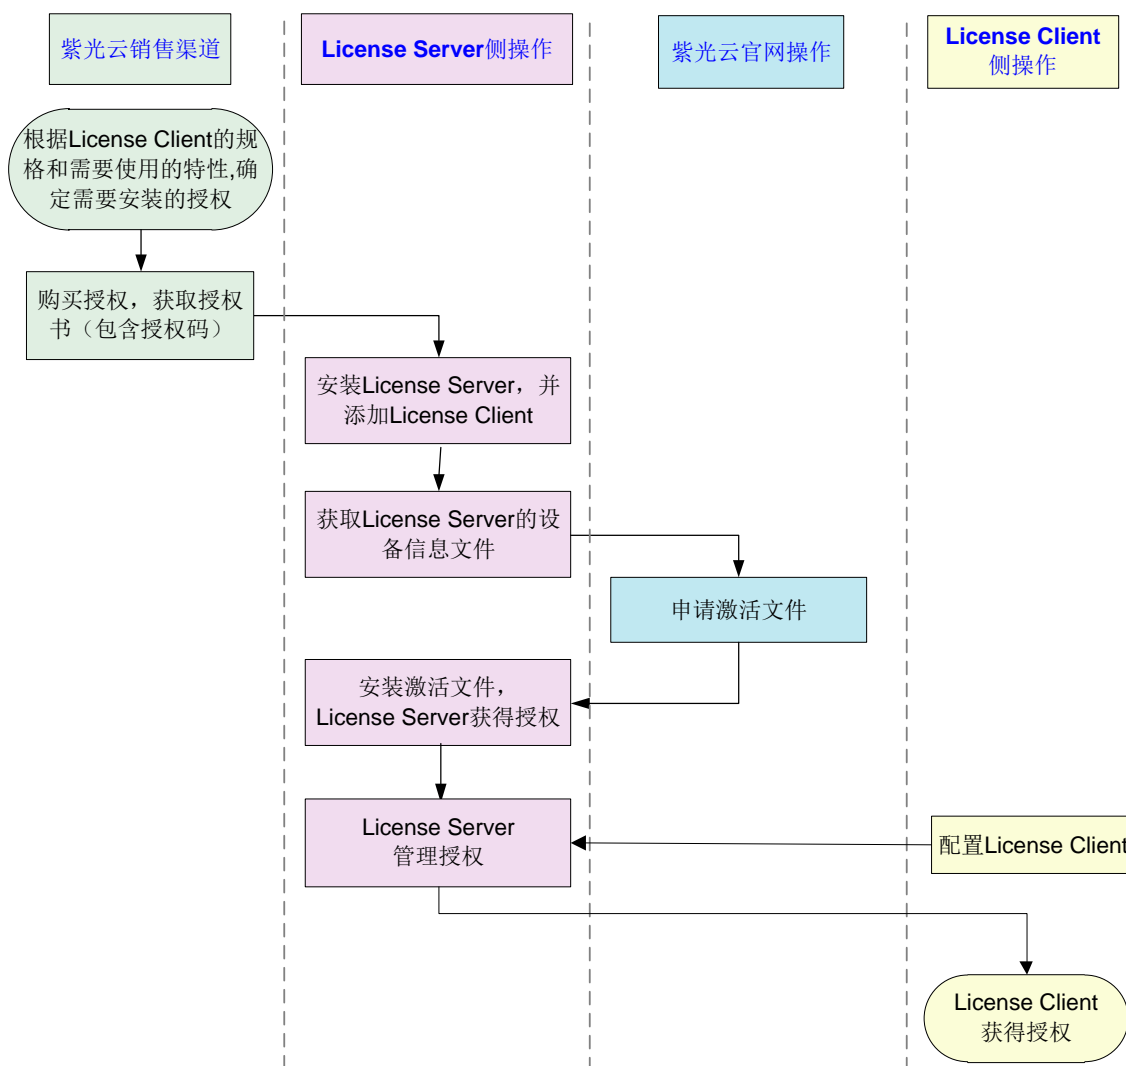 紫光云销售渠道
License Server侧操作
紫光云官网操作
License Client
侧操作
根据License Client的规
格和需要使用的特性,确
定需要安装的授权
购买授权，获取授权
书（包含授权码）
安装License Server，并
添加License Client
获取License Server的设
备信息文件
申请激活文件
安装激活文件，
License Server获得授权
License Server
管理授权
配置License Client
License Client
获得授权